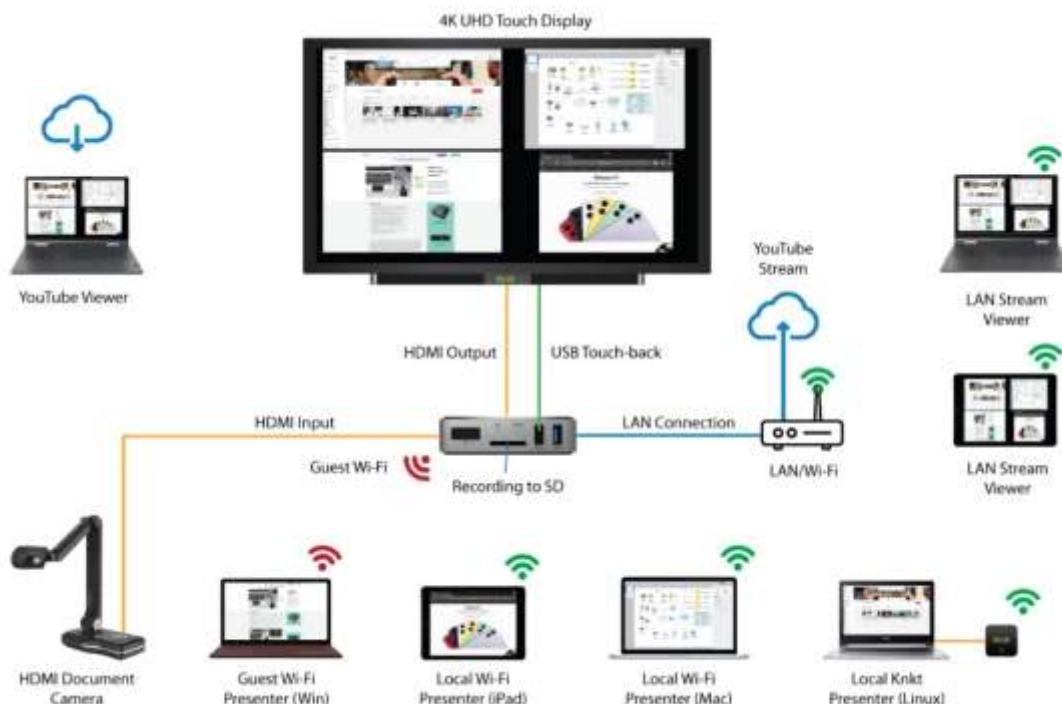 4K UHD Touch Display
YouTube Viewer
YouTube
Stream
LAN Stream
Viewer
HDMI Output
USB Touch-back
HDMI Input
LAN Connection
Guest Wi-Fi
Recording to SD
LAN/Wi-Fi
LAN Stream
Viewer
HDMI Document
Camera
Guest Wi-Fi
Presenter (Win)
Local Wi-Fi
Presenter (iPad)
Local Wi-Fi
Presenter (Mac)
Local Knkt
Presenter (Linux)